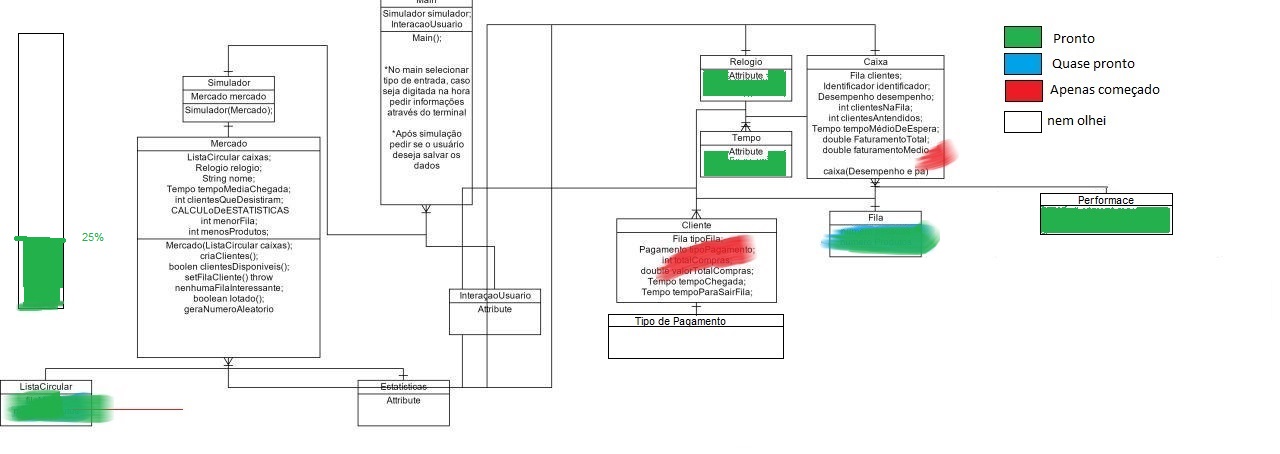 Main
Simulador simulador;
InteracaoUsuario
Main();
*No main selecionar
tipo de entrada, caso
seja digitada na hora
pedir informações
através do terminal
*Após simulação
pedir se o usuário
deseja salvar os
dados
Simulador
Mercado mercado
Simulador(Mercado);
Mercado
ListaCircular caixas;
Relogio relogio;
String nome;
Tempo tempoMediaChegada;
int clientesQueDesistiram;
CALCULoDeESTATISTICAS
int menorFila;
int menosProdutos;
Mercado(ListaCircular caixas);
criaClientes();
boolen clientesDisponiveis();
setFilaCliente() throw
nenhumaFilaInteressante;
boolean lotado();
geraNumeroAleatorio
25%
ListaCircular
Estatísticas
Attribute
InteraçaoUsuario
Attribute
Relogio
Attribute
Tempo
Attribute
Caixa
Fila clientes;
Identificador identificador;
Desempenho desempenho;
int clientesNaFila;
int clientesAntendidos;
Tempo tempoMédioDeEspera;
double FaturamentoTotal;
double faturamentoMedio
caixa(Desempenho e pa)
Cliente
Fila tipoFila;
Pagamento tipoPagamento;
int totalCompras;
double valorTotalCompras;
Tempo tempoChegada;
Tempo tempoParaSairFila;
Tipo de Pagamento
Fila
Performace
Pronto
Quase pronto
Apenas começado
nem olhei